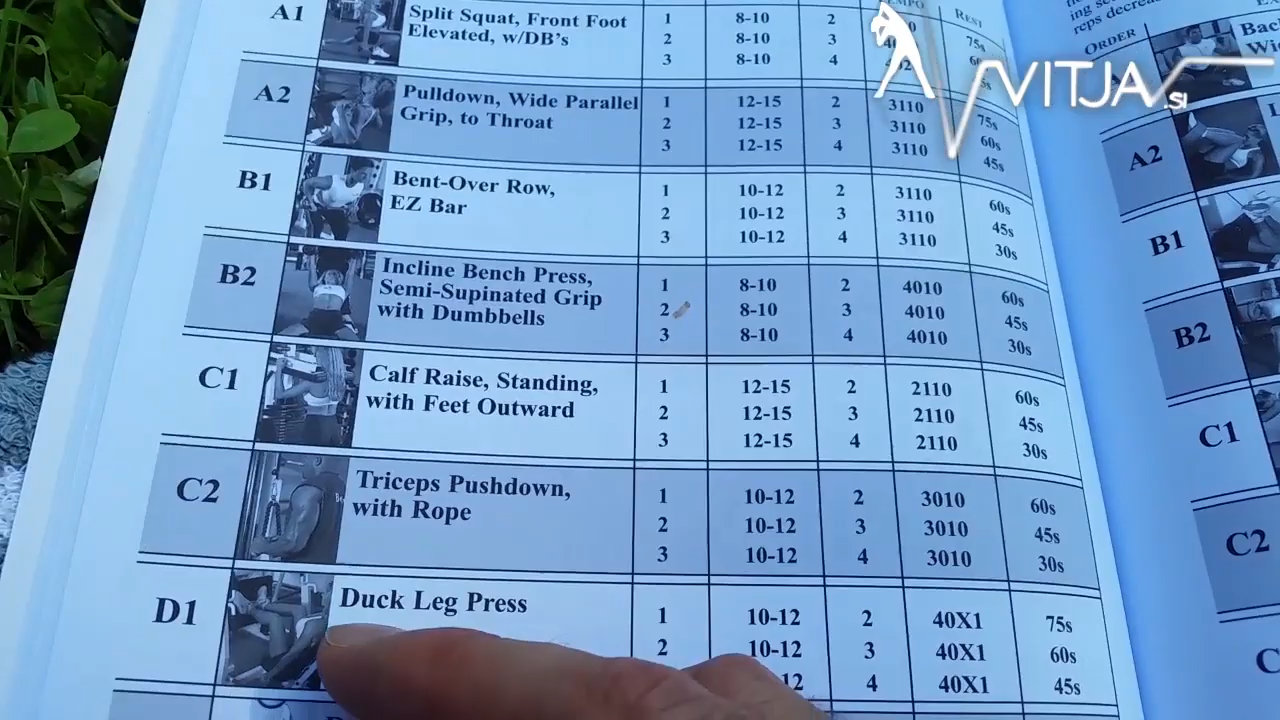 REST
A1
Split Squat, Front Foot
Elevated, w/DB's
1 8-10 2
2 8-10 3
3 8-10 4
75s
A2
Pulldown, Wide Parallel
Grip, to Throat
1 12-15 2 3110 75s
2 12-15 3 3110 60s
3 12-15 4 3110 45s
B1
Bent-Over Row,
EZ Bar
1 10-12 2 3110 60s
2 10-12 3 3110 45s
3 10-12 4 3110 30s
B2
Incline Bench Press,
Semi-Supinated Grip
with Dumbbells
1 8-10 2 4010 60s
2 8-10 3 4010 45s
3 8-10 4 4010 30s
C1
Calf Raise, Standing,
with Feet Outward
1 12-15 2 2110 60s
2 12-15 3 2110 45s
3 12-15 4 2110 30s
C2
Triceps Pushdown,
with Rope
1 10-12 2 3010 60s
2 10-12 3 3010 45s
3 10-12 4 3010 30s
D1
Duck Leg Press
1 10-12 2 40X1 75s
2 10-12 3 40X1 60s
12 4 40X1 45s
VITJA.SI
reps
ORDER
A2
B1
B2
C1
C2
C